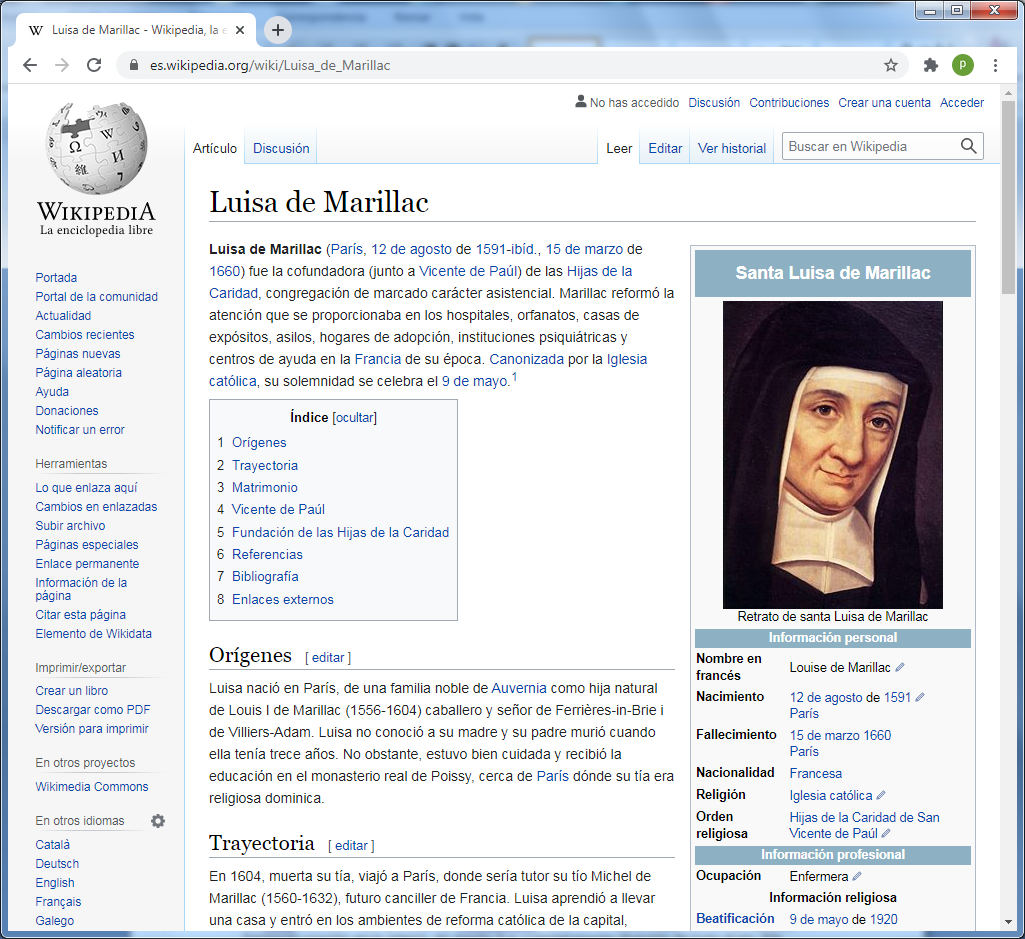 Luisa de Marillac - Wikipedia, la e
es.wikipedia.org/wiki/Luisa_de_Marillac
P
No has accedido Discusión Contribuciones Crear una cuenta Acceder
Artículo Discusión Leer Editar Ver historial Buscar en Wikipedia
WIKIPEDIA
La enciclopedia libre
Portada
Portal de la comunidad
Actualidad
Cambios recientes
Páginas nuevas
Página aleatoria
Ayuda
Donaciones
Notificar un error
Herramientas
Lo que enlaza aquí
Cambios en enlazadas
Subir archivo
Páginas especiales
Enlace permanente
Información de la
página
Citar esta página
Elemento de Wikidata
Imprimir/exportar
Crear un libro
Descargar como PDF
Versión para imprimir
En otros proyectos
Wikimedia Commons
En otros idiomas
Català
Deutsch
English
Français
Galego
Luisa de Marillac
Luisa de Marillac (París, 12 de agosto de 1591-ibíd., 15 de marzo de
1660) fue la cofundadora (junto a Vicente de Paúl) de las Hijas de la
Caridad, congregación de marcado carácter asistencial. Marillac reformó la
atención que se proporcionaba en los hospitales, orfanatos, casas de
expósitos, asilos, hogares de adopción, instituciones psiquiátricas y
centros de ayuda en la Francia de su época. Canonizada por la Iglesia
católica, su solemnidad se celebra el 9 de mayo.1
Índice [ocultar]
1 Orígenes
2 Trayectoria
3 Matrimonio
4 Vicente de Paúl
5 Fundación de las Hijas de la Caridad
6 Referencias
7 Bibliografía
8 Enlaces externos
Orígenes [ editar ]
Luisa nació en París, de una familia noble de Auvernia como hija natural
de Louis I de Marillac (1556-1604) caballero y señor de Ferrières-in-Brie i
de Villiers-Adam. Luisa no conoció a su madre y su padre murió cuando
ella tenía trece años. No obstante, estuvo bien cuidada y recibió la
educación en el monasterio real de Poissy, cerca de París dónde su tía era
religiosa dominica.
Trayectoria [ editar ]
En 1604, muerta su tía, viajó a París, donde sería tutor su tío Michel de
Marillac (1560-1632), futuro canciller de Francia. Luisa aprendió a llevar
una casa y entró en los ambientes de reforma católica de la capital,
Santa Luisa de Marillac
Retrato de santa Luisa de Marillac
Información personal
Nombre en
francés Louise de Marillac
Nacimiento 12 de agosto de 1591
París
Fallecimiento 15 de marzo 1660
París
Nacionalidad Francesa
Religión Iglesia católica
Orden Hijas de la Caridad de San
religiosa Vicente de Paúl
Información profesional
Ocupación Enfermera
Información religiosa
Beatificación 9 de mayo de 1920